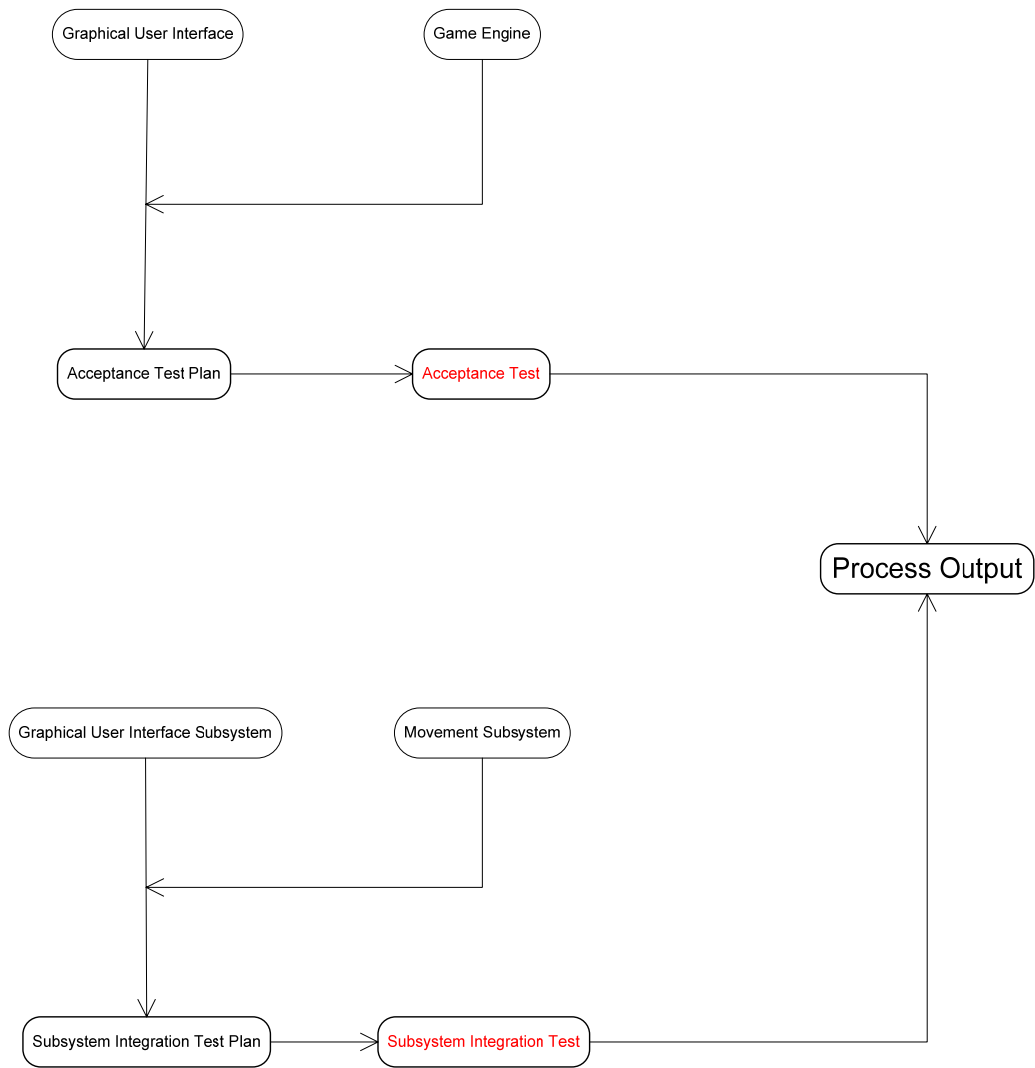 Graphical User Interface
Game Engine
Acceptance Test Plan
Acceptance Test
Process Output
Graphical User Interface Subsystem
Movement Subsystem
Subsystem Integration Test Plan
Subsystem Integration Test